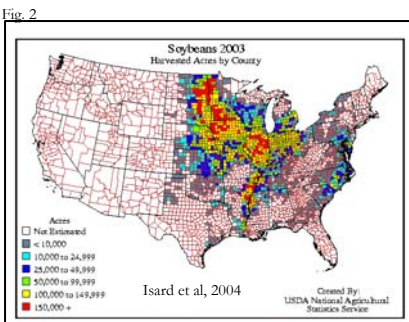 Fig. 2
Soybeans 2003
Harvested Acres by County
Acres
Not Estimated
< 10,000
10,000 to 24,999
25,000 to 49,999
50,000 to 99,999
100,000 to 149,999
150,000 +
Isard et al, 2004
Created By:
USDA National Agricultural
Statistics Service